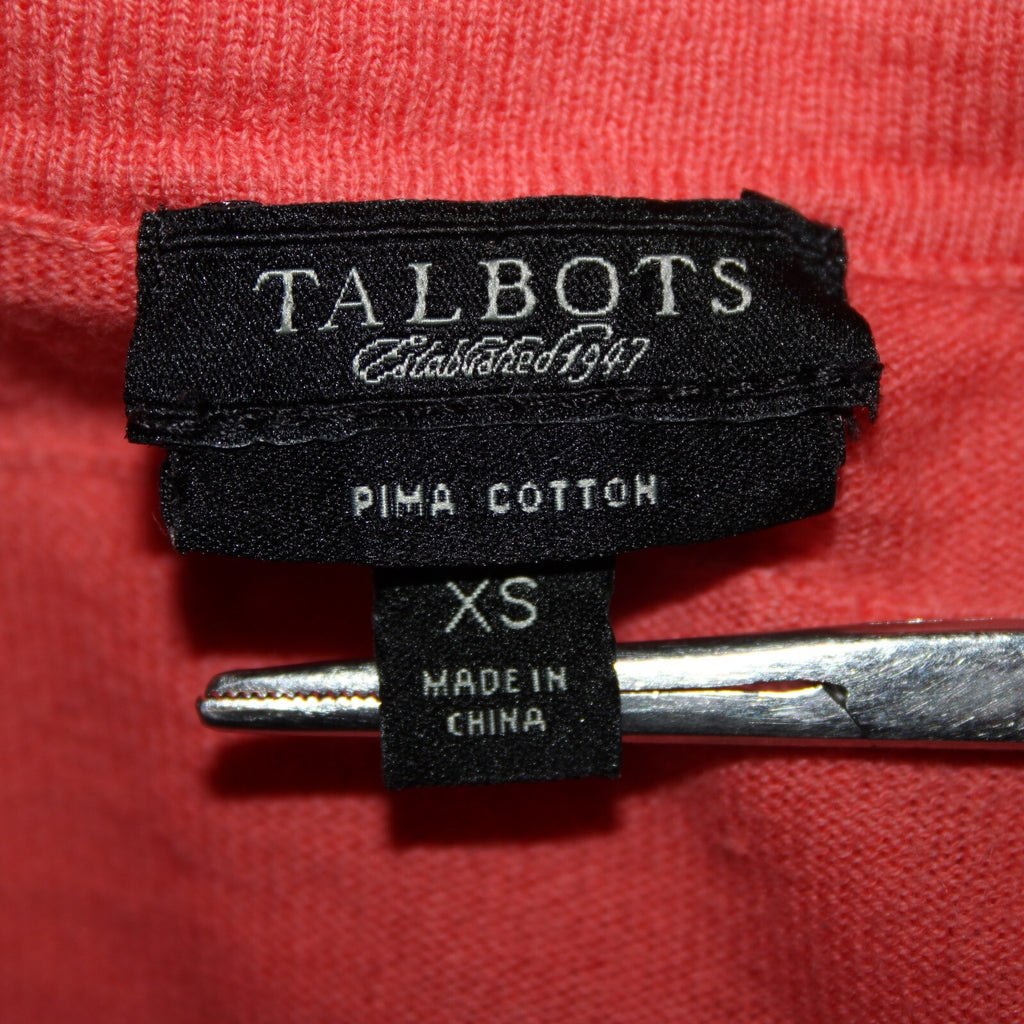 TALBOTS
Established 1947
PIMA COTTON
XS
MADE IN
CHINA